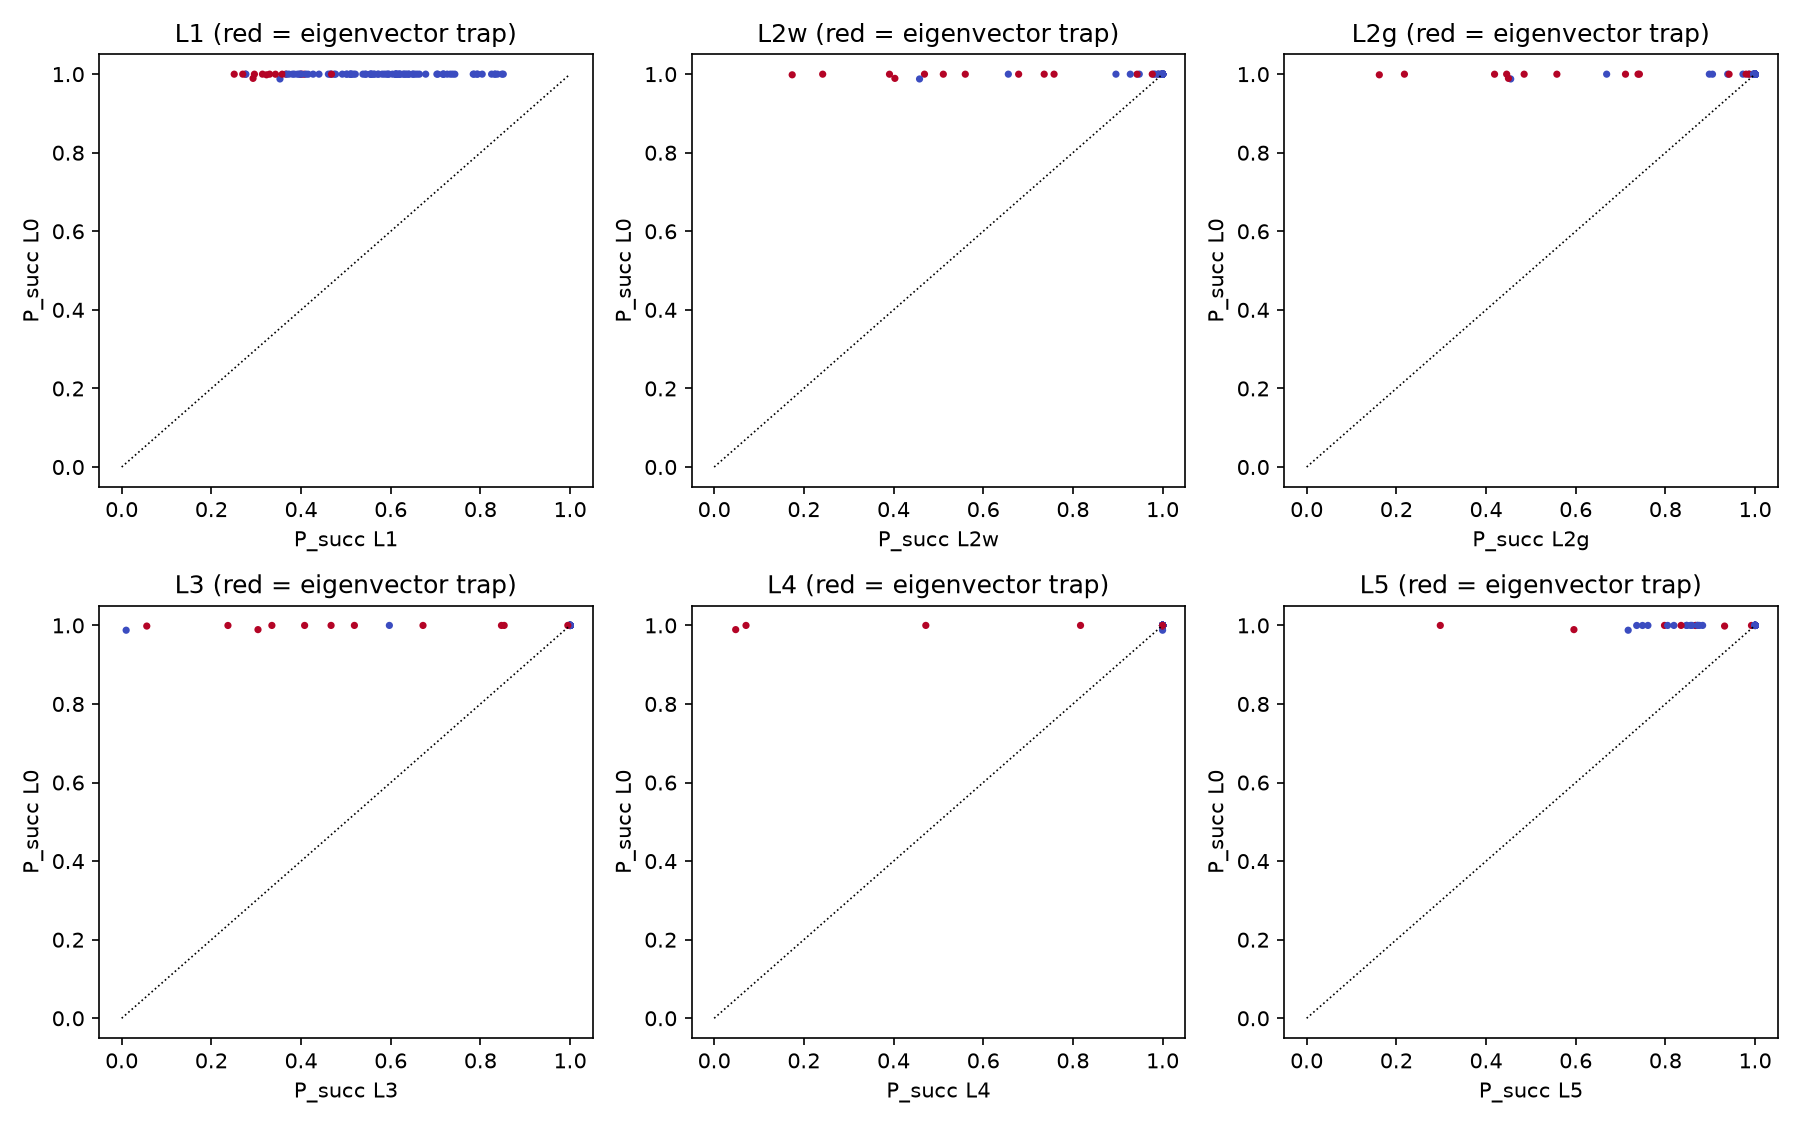 L1 (red = eigenvector trap)
P_succ L0
1.0
0.8
0.6
0.4
0.2
0.0
0.0 0.2 0.4 0.6 0.8 1.0
P_succ L1
L2w (red = eigenvector trap)
P_succ L0
1.0
0.8
0.6
0.4
0.2
0.0
0.0 0.2 0.4 0.6 0.8 1.0
P_succ L2w
L2g (red = eigenvector trap)
P_succ L0
1.0
0.8
0.6
0.4
0.2
0.0
0.0 0.2 0.4 0.6 0.8 1.0
P_succ L2g
L3 (red = eigenvector trap)
P_succ L0
1.0
0.8
0.6
0.4
0.2
0.0
0.0 0.2 0.4 0.6 0.8 1.0
P_succ L3
L4 (red = eigenvector trap)
P_succ L0
1.0
0.8
0.6
0.4
0.2
0.0
0.0 0.2 0.4 0.6 0.8 1.0
P_succ L4
L5 (red = eigenvector trap)
P_succ L0
1.0
0.8
0.6
0.4
0.2
0.0
0.0 0.2 0.4 0.6 0.8 1.0
P_succ L5